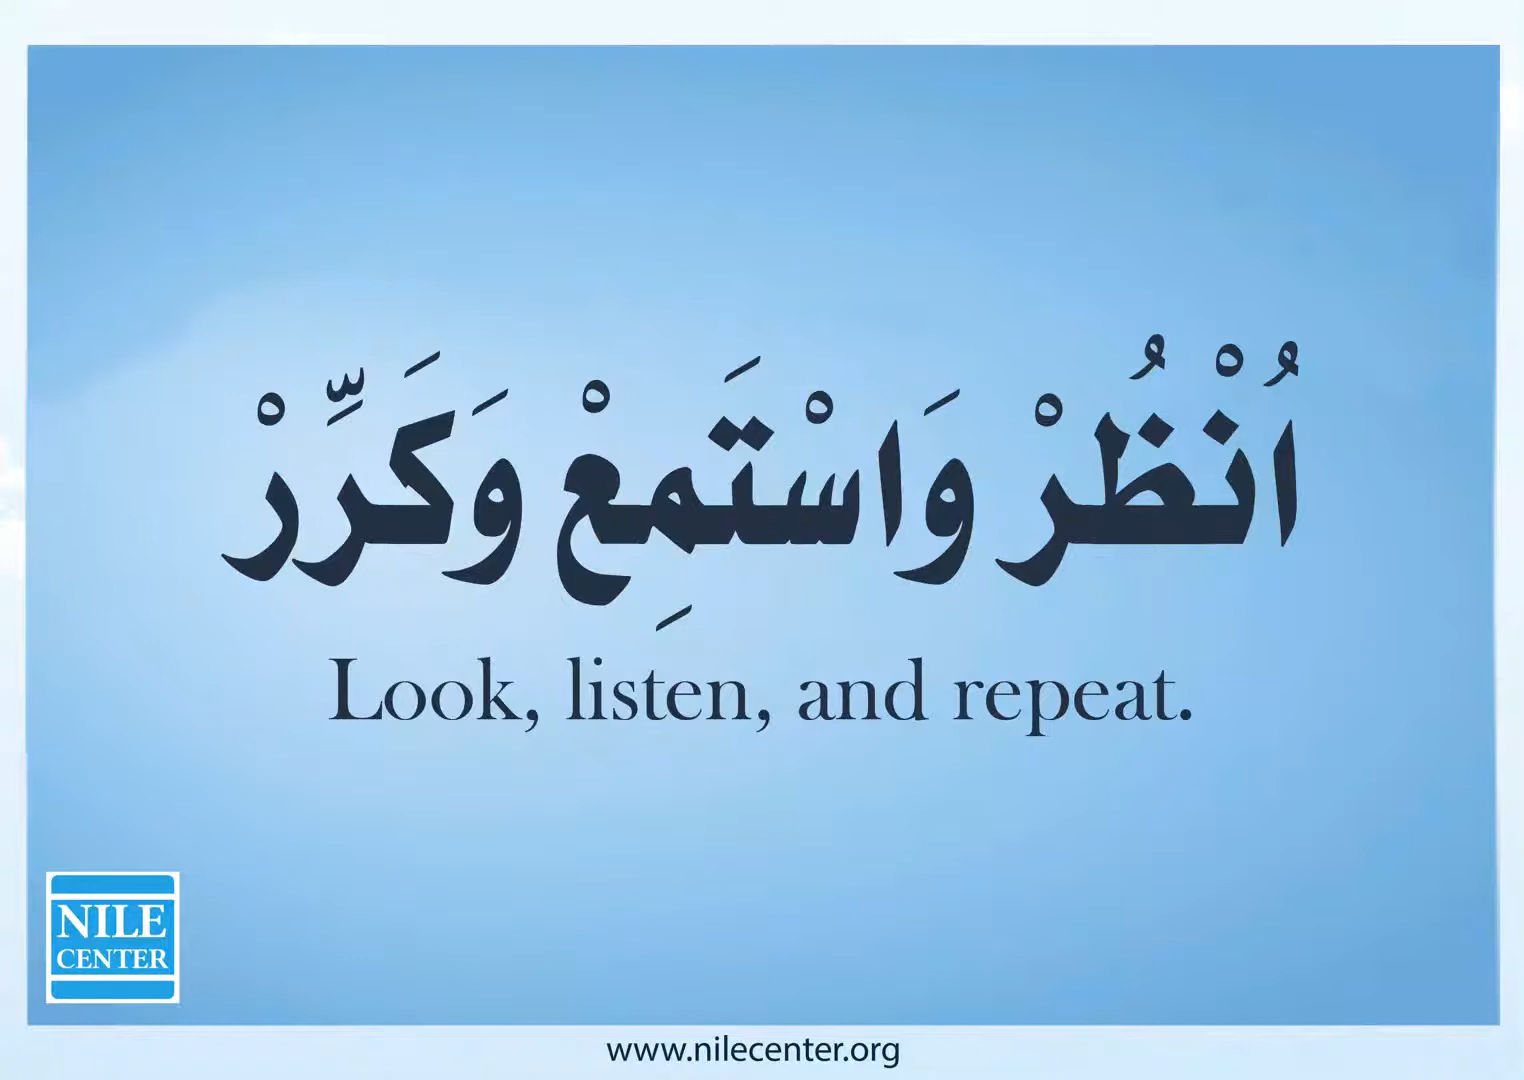 اُنْظُرْ وَاسْتَمِعْ وَكَرِّرْ
Look, listen, and repeat.
NILE
CENTER
www.nilecenter.org